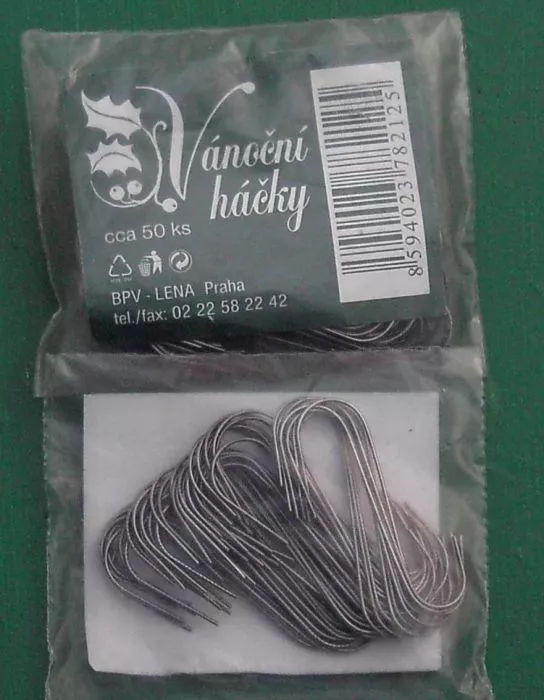 Vánoční
háčky
cca 50 ks
BPV - LENA Praha
tel./fax: 02 22 58 22 42
8594023782125